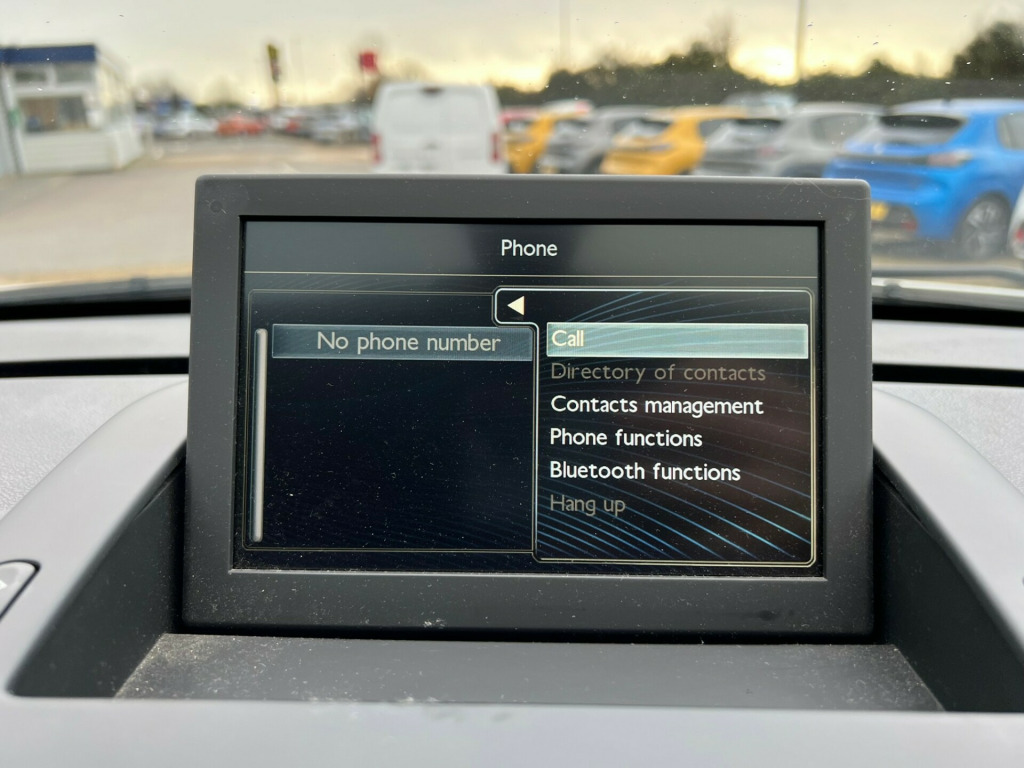 Phone
No phone number
Call
Directory of contacts
Contacts management
Phone functions
Bluetooth functions
Hang up